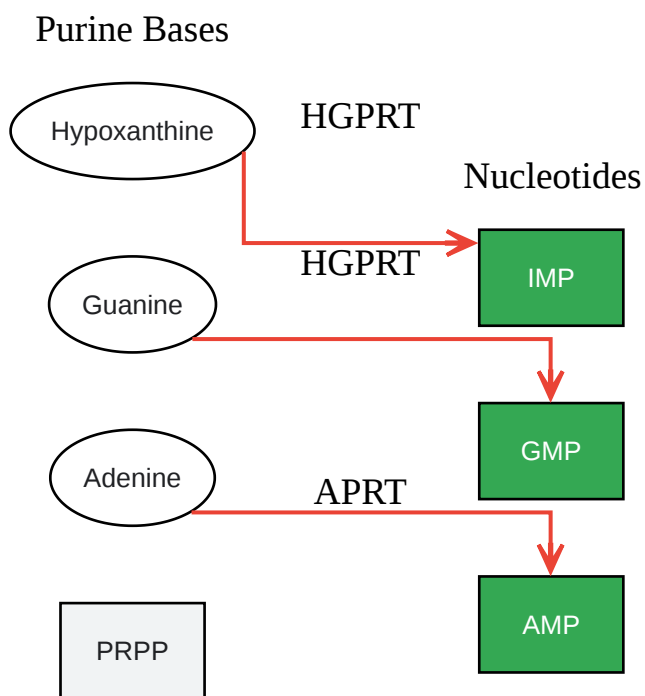 Purine Bases
Hypoxanthine
HGPRT
Nucleotides
HGPRT
IMP
Guanine
GMP
Adenine
APRT
AMP
PRPP